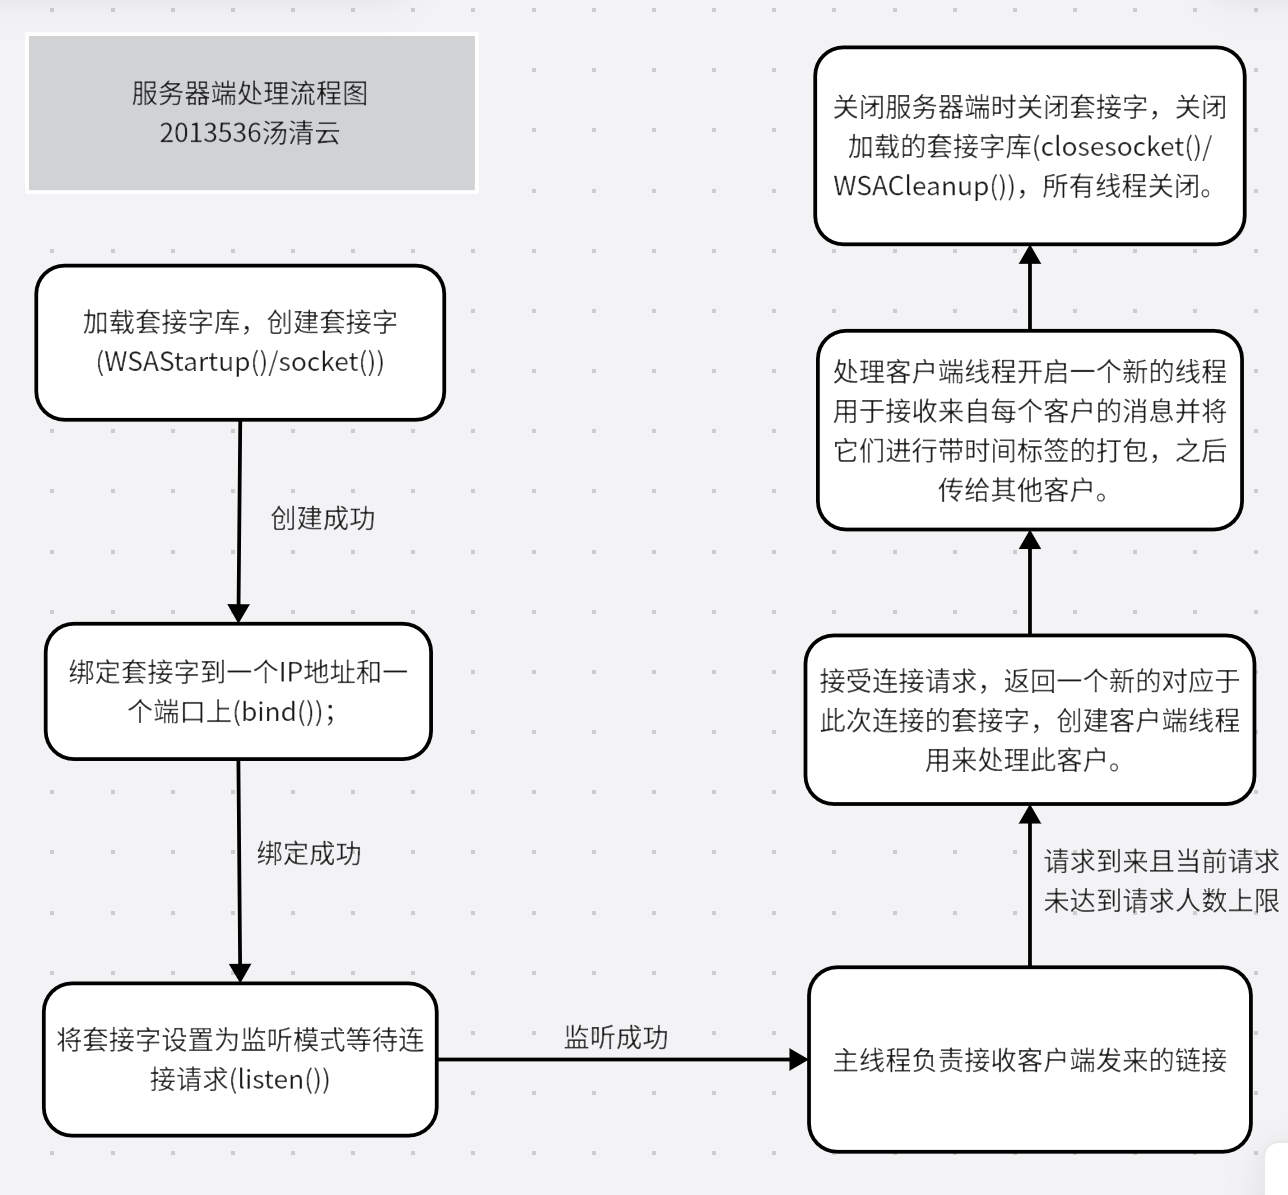 服务器端处理流程图
2013536汤清云
加载套接字库，创建套接字
(WSAStartup()/socket())
创建成功
绑定套接字到一个IP地址和一
个端口上(bind())；
绑定成功
将套接字设置为监听模式等待连
接请求(listen())
监听成功
主线程负责接收客户端发来的链接
请求到来且当前请求
未达到请求人数上限
接受连接请求，返回一个新的对应于
此次连接的套接字，创建客户端线程
用来处理此客户。
处理客户端线程开启一个新的线程
用于接收来自每个客户的消息并将
它们进行带时间标签的打包，之后
传给其他客户。
关闭服务器端时关闭套接字，关闭
加载的套接字库(closesocket()/
WSACleanup())，所有线程关闭。